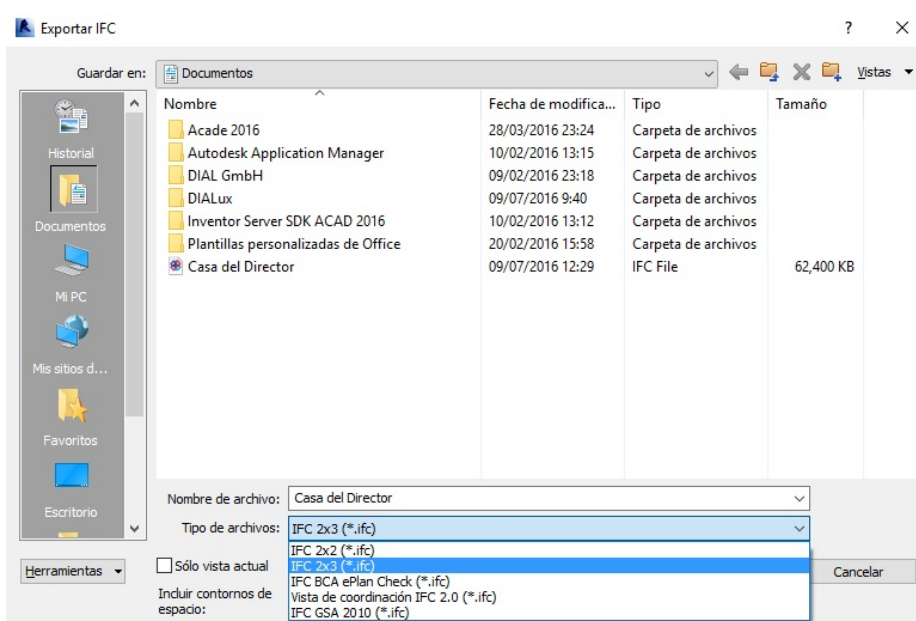 Exportar IFC
Guardar en: Documentos Vistas
Nombre Fecha de modifica... Tipo Tamaño
Acade 2016 28/03/2016 23:24 Carpeta de archivos
Autodesk Application Manager 10/02/2016 13:15 Carpeta de archivos
DIAL GmbH 09/02/2016 23:18 Carpeta de archivos
DIALux 09/07/2016 9:40 Carpeta de archivos
Inventor Server SDK ACAD 2016 10/02/2016 13:12 Carpeta de archivos
Plantillas personalizadas de Office 20/02/2016 15:58 Carpeta de archivos
Casa del Director 09/07/2016 12:29 IFC File 62,400 KB
Historial
Documentos
Mi PC
Mis sitios d...
Favoritos
Escritorio
Nombre de archivo: Casa del Director
Tipo de archivos: IFC 2x3 (*.ifc)
IFC 2x2 (*.ifc)
IFC 2x3 (*.ifc)
IFC BCA ePlan Check (*.ifc)
Vista de coordinación IFC 2.0 (*.ifc)
IFC GSA 2010 (*.ifc)
Herramientas
Sólo vista actual
Incluir contornos de
espacio:
Cancelar